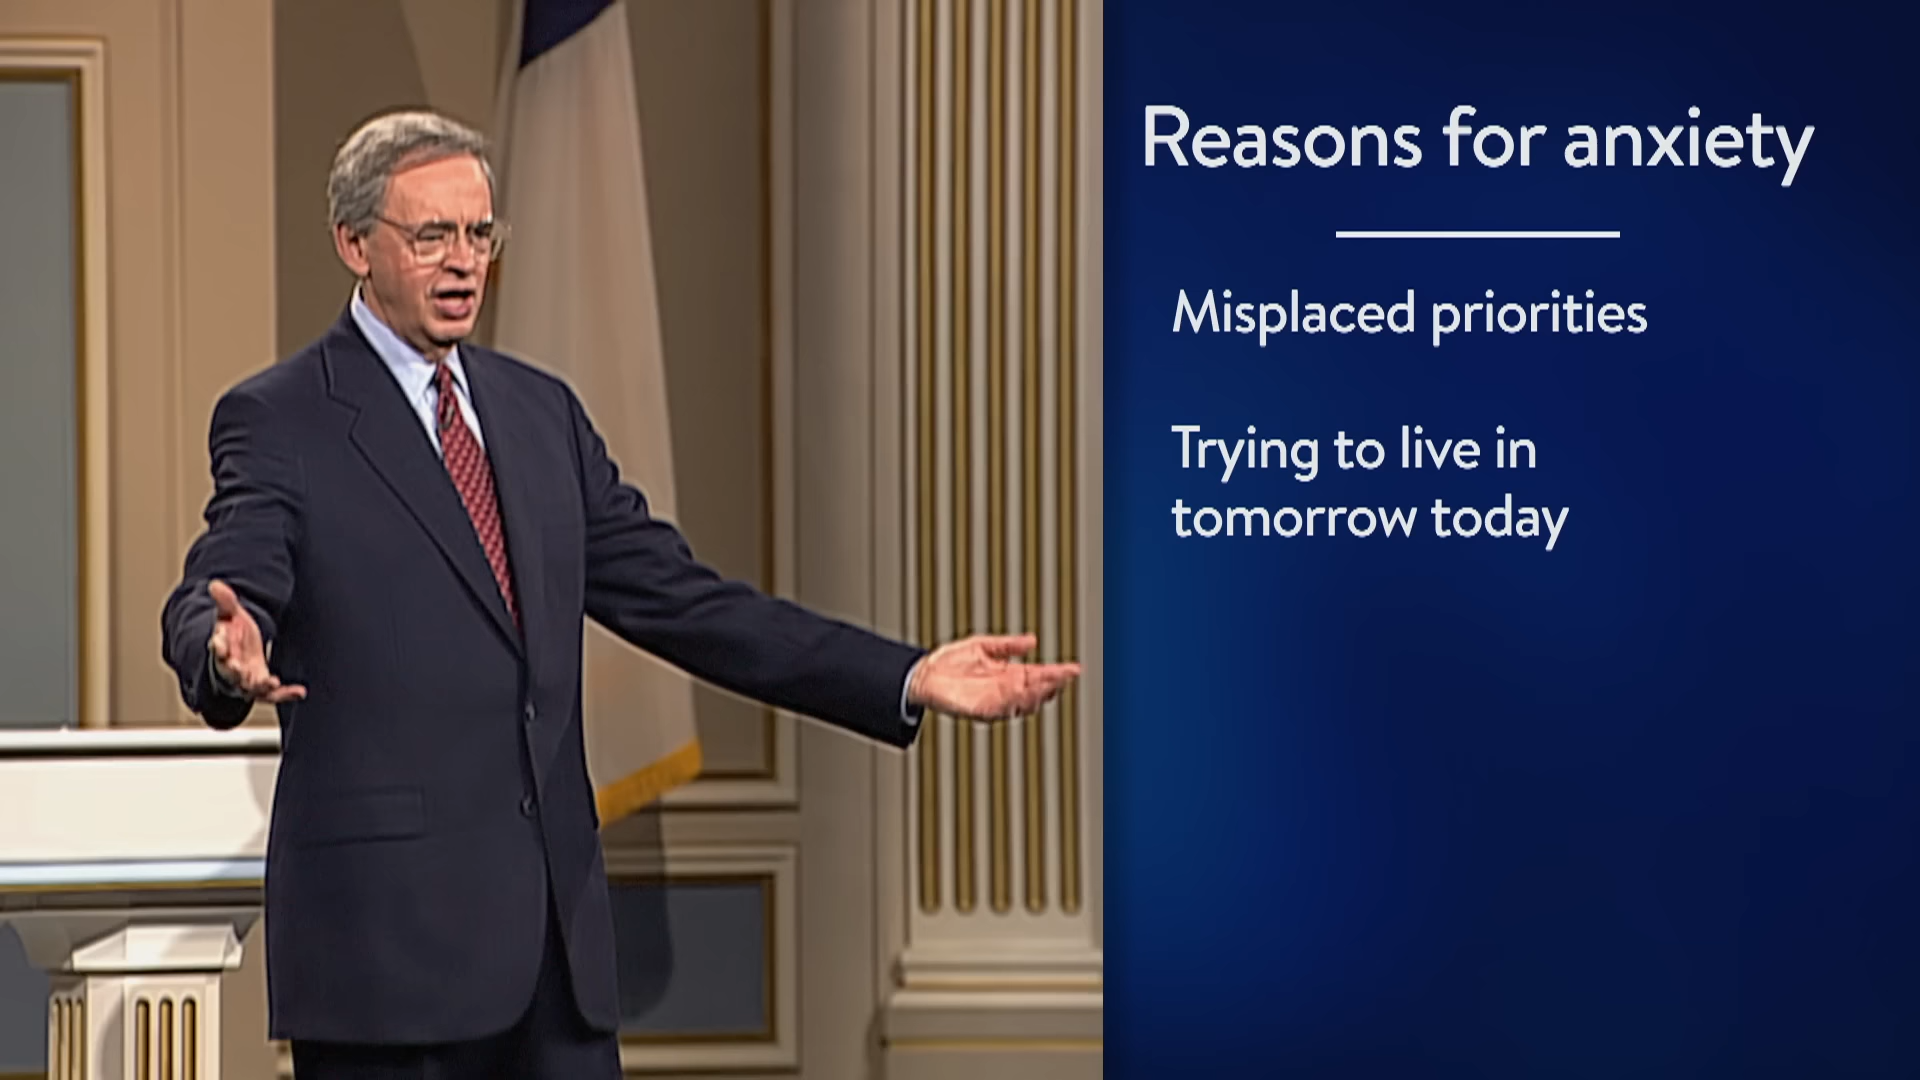 Reasons for anxiety
Misplaced priorities
Trying to live in
tomorrow today